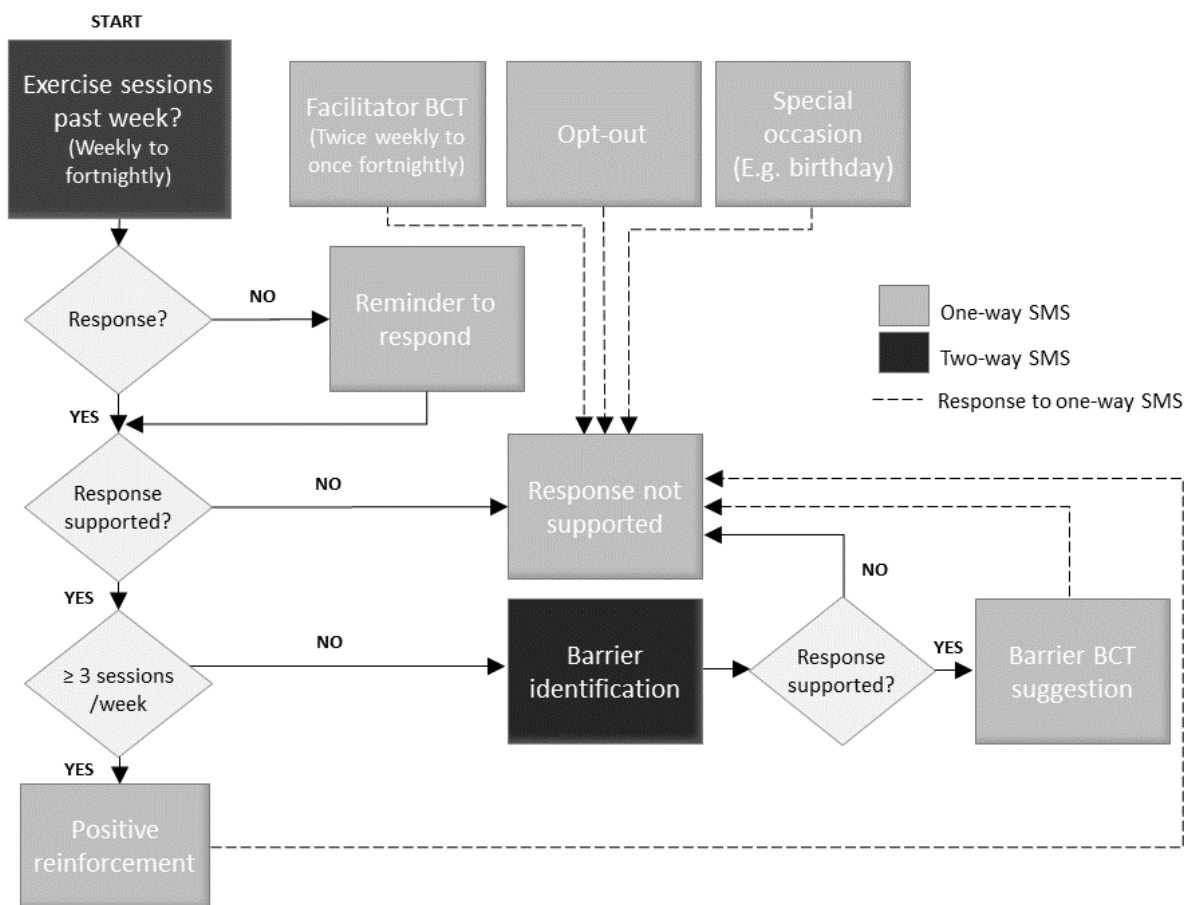 START
Exercise sessions
past week?
(Weekly to
fortnightly)
Facilitator BCT
(Twice weekly to
once fortnightly)
Opt-out
Special
occasion
(E.g. birthday)
Response?
NO
Reminder to
respond
One-way SMS
Two-way SMS
Response to one-way SMS
YES
Response
supported?
NO
Response not
supported
YES
≥ 3 sessions
/week
NO
Barrier
identification
Response
supported?
NO
YES
Barrier BCT
suggestion
YES
Positive
reinforcement